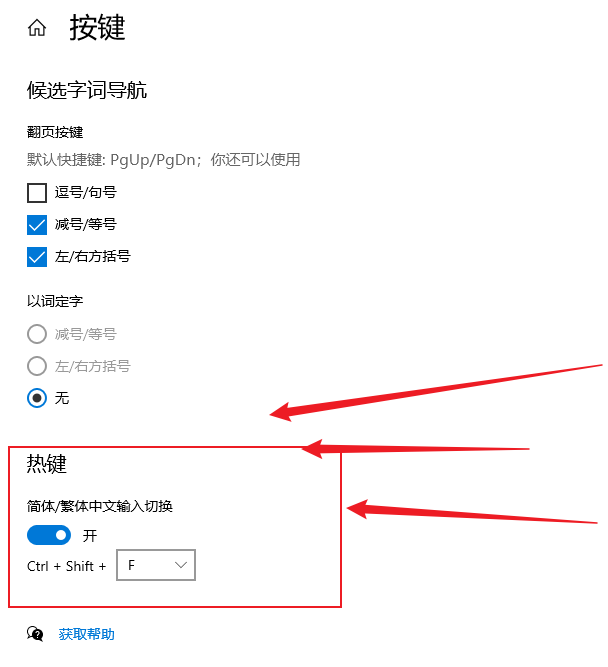 按键
候选字词导航
翻页按键
默认快捷键: PgUp/PgDn；你还可以使用
逗号/句号
减号/等号
左/右方括号
以词定字
减号/等号
左/右方括号
无
热键
简体/繁体中文输入切换
开
Ctrl + Shift + F
获取帮助